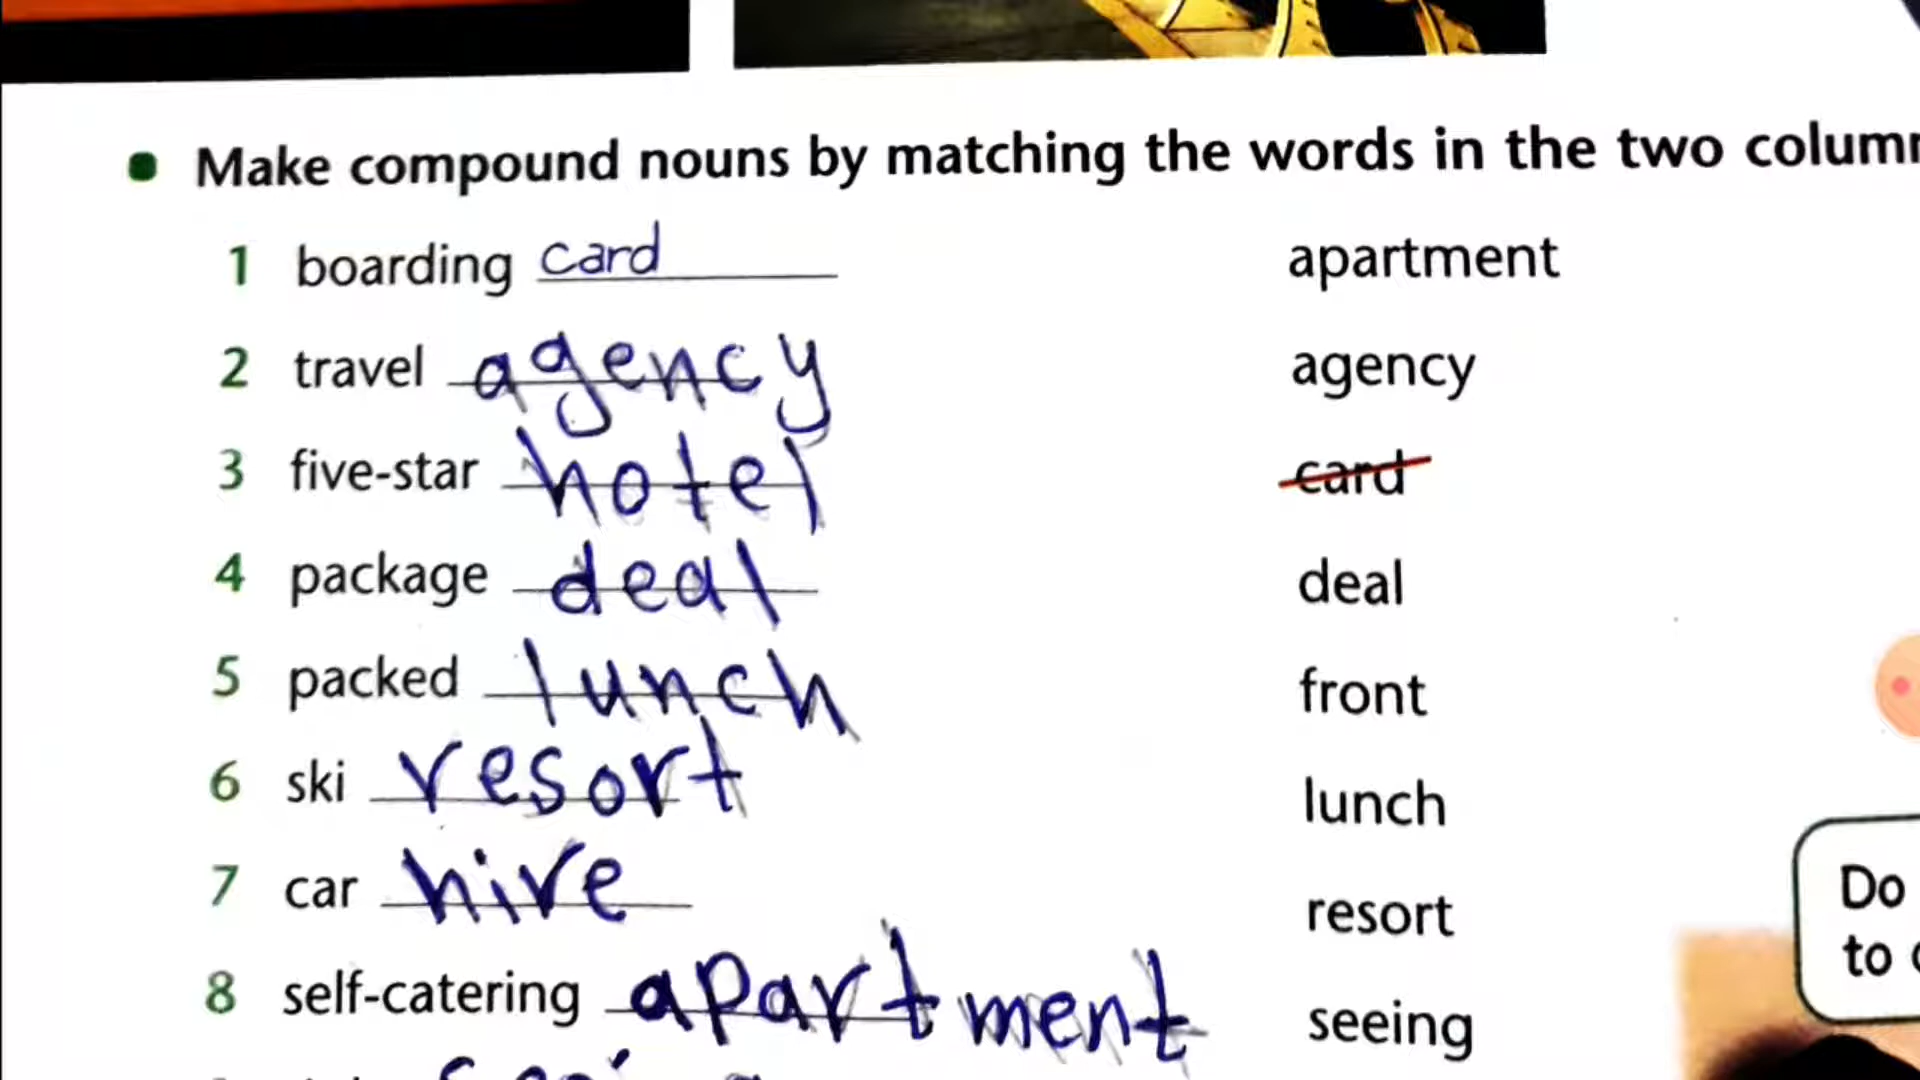 Make compound nouns by matching the words in the two
1 boarding card
2 travel agency
3 five-star hotel
4 package deal
5 packed lunch
6 ski resort
7 car hire
8 self-catering apartment
apartment
agency
card
deal
front
lunch
resort
seeing
Do
to